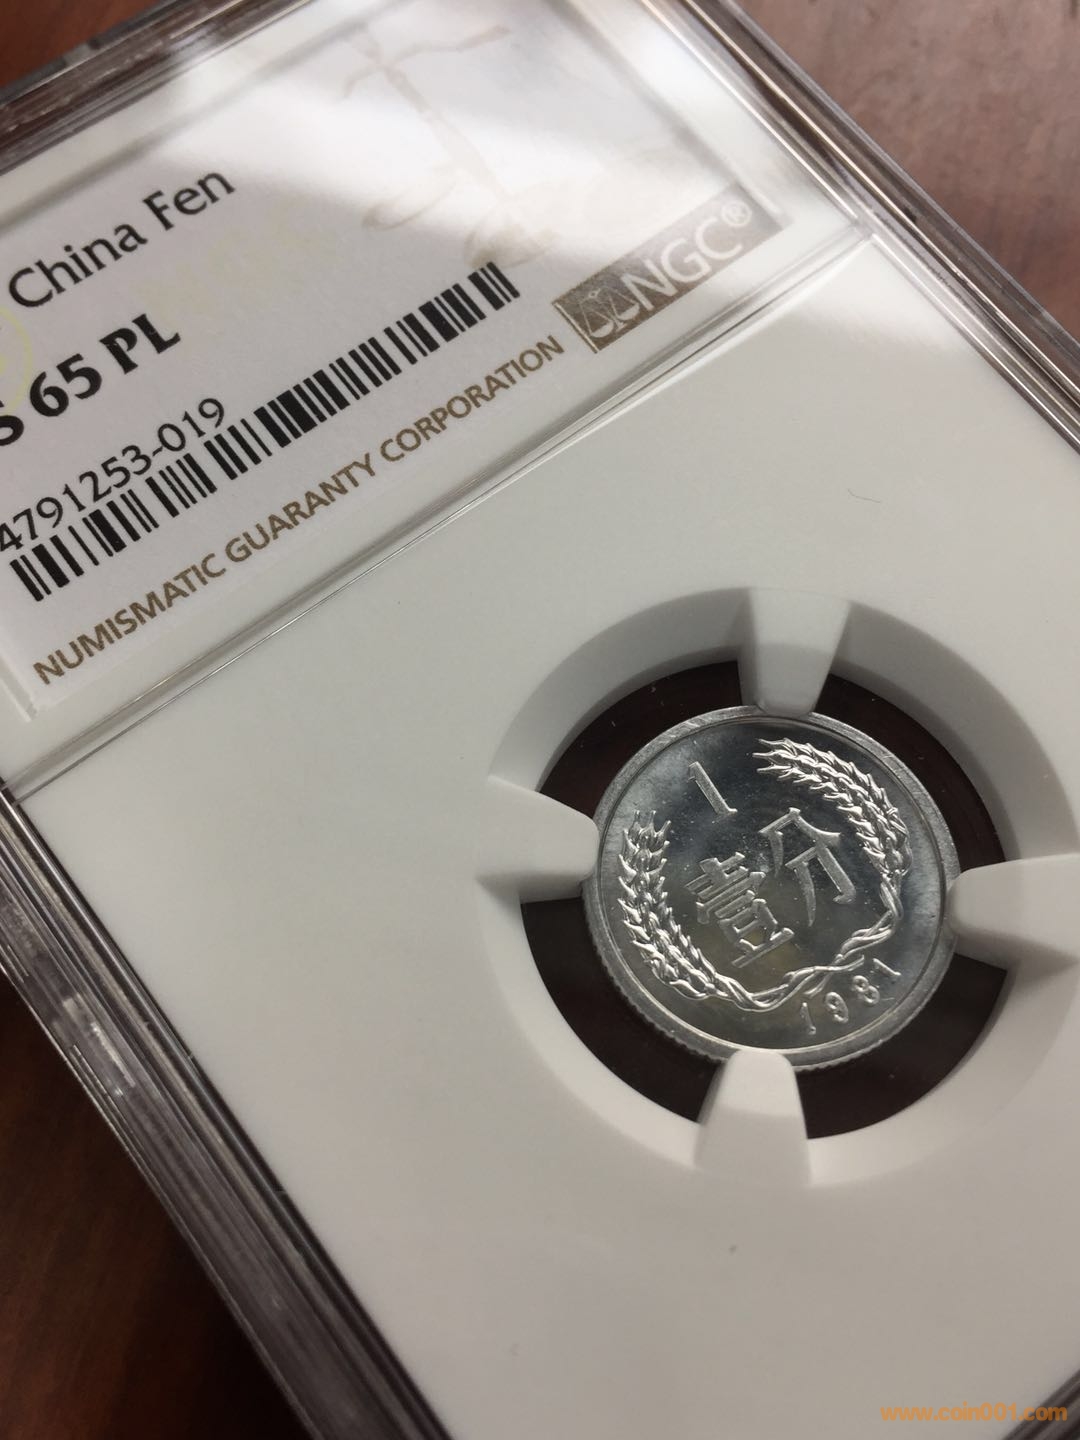 China Fen
S 65 PL
4791253-019
NGC®
NUMISMATIC GUARANTY CORPORATION
1分
壹
1981
www.coin001.com